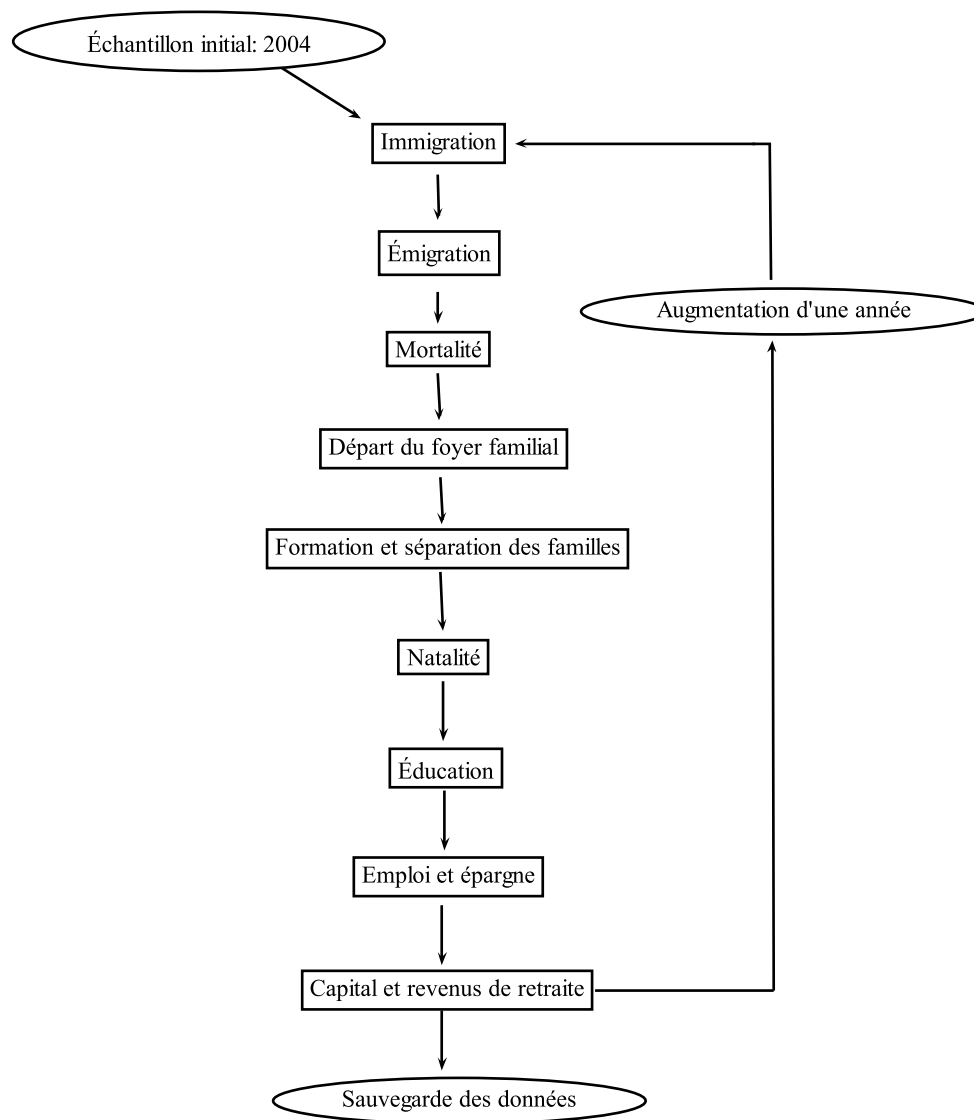 Échantillon initial: 2004
Immigration
Émigration
Augmentation d'une année
Mortalité
Départ du foyer familial
Formation et séparation des familles
Natalité
Éducation
Emploi et épargne
Capital et revenus de retraite
Sauvegarde des données